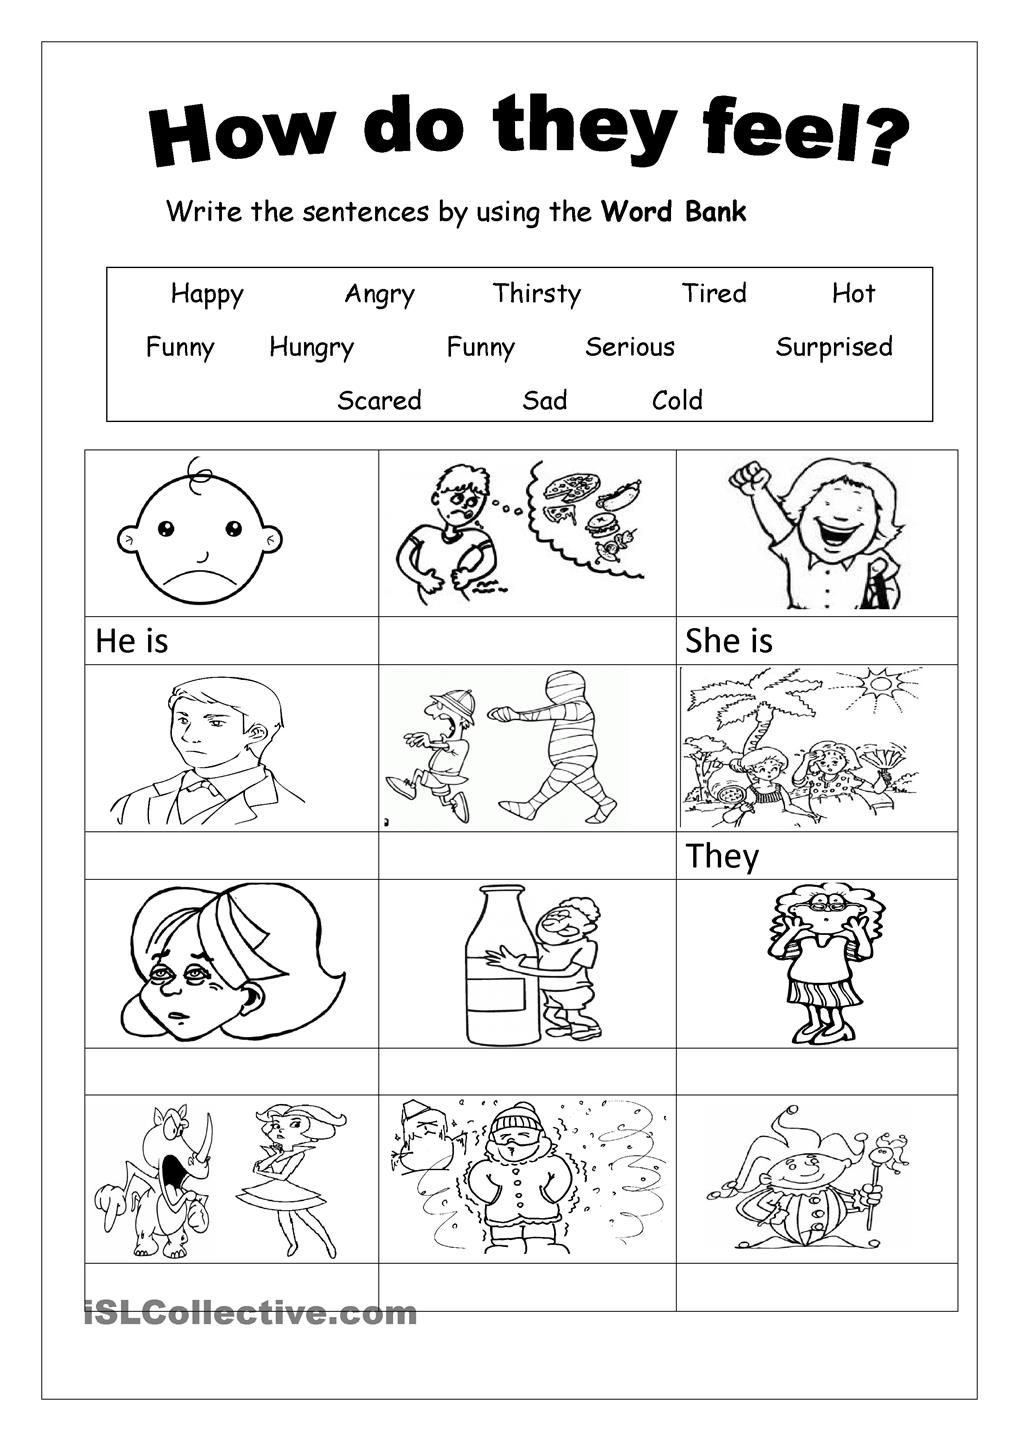 How do they feel?
Write the sentences by using the Word Bank
Happy Angry Thirsty Tired Hot
Funny Hungry Funny Serious Surprised
Scared Sad Cold
He is She is
They
iSLCollective.com